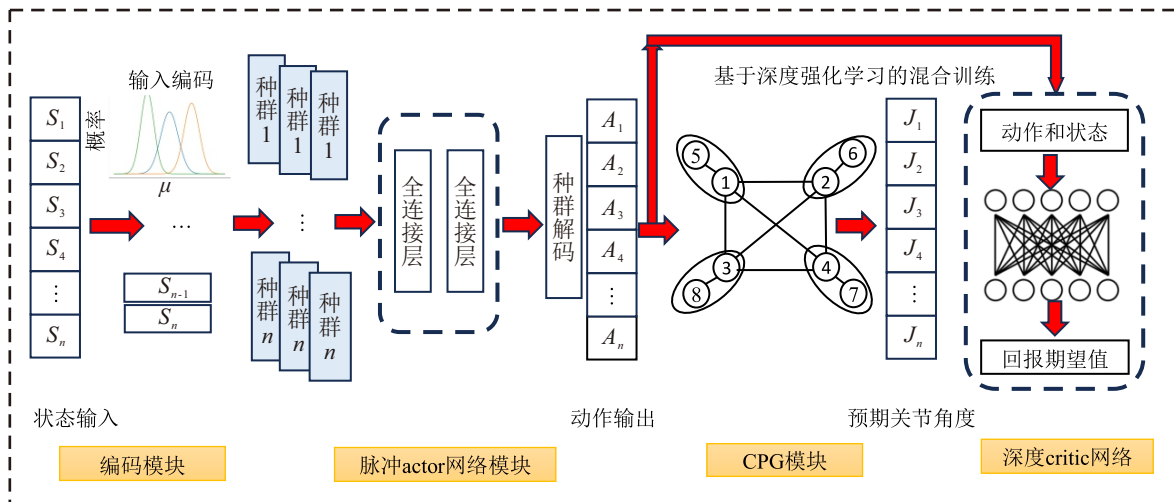 基于深度强化学习的混合训练
输入编码
概率
μ
S1
S2
S3
S4
⋮
Sn
…
Sn-1
Sn
种群1
种群1
种群1
⋮
种群n
种群n
种群n
全连接层
全连接层
种群解码
A1
A2
A3
A4
⋮
An
5
1
2
6
3
4
8
7
J1
J2
J3
J4
⋮
Jn
动作和状态
回报期望值
状态输入
动作输出
预期关节角度
编码模块
脉冲actor网络模块
CPG模块
深度critic网络